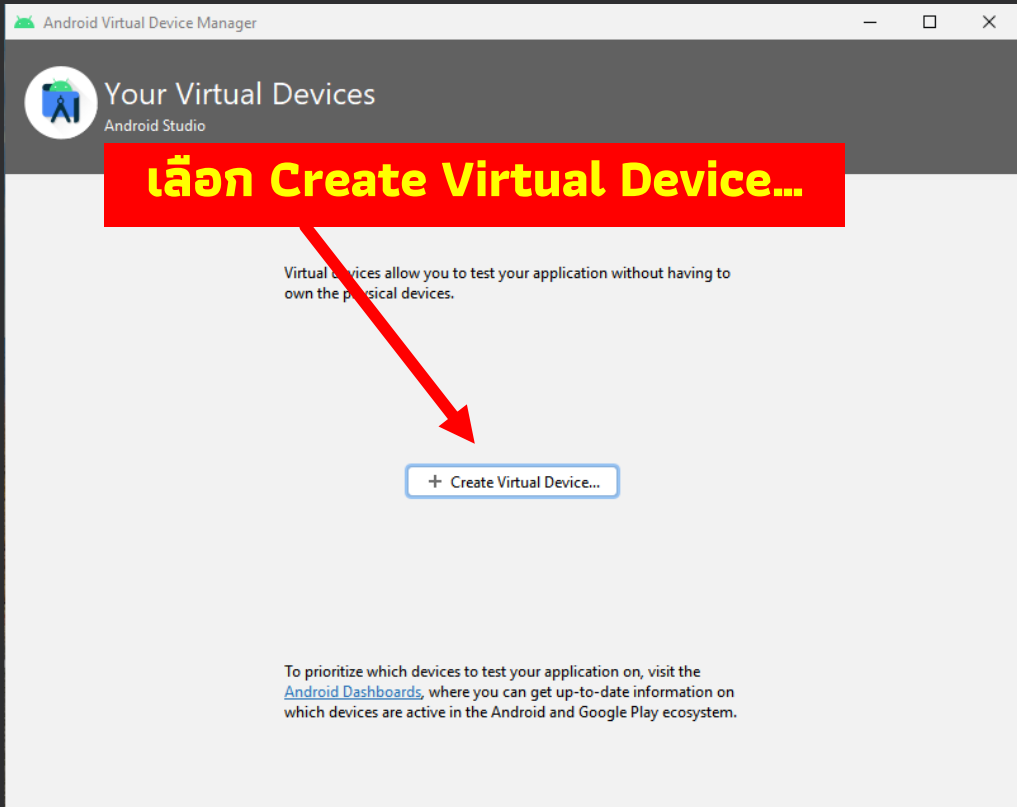 Android Virtual Device Manager
Your Virtual Devices
Android Studio
เลือก Create Virtual Device...
Virtual devices allow you to test your application without having to
own the physical devices.
+ Create Virtual Device...
To prioritize which devices to test your application on, visit the
Android Dashboards, where you can get up-to-date information on
which devices are active in the Android and Google Play ecosystem.